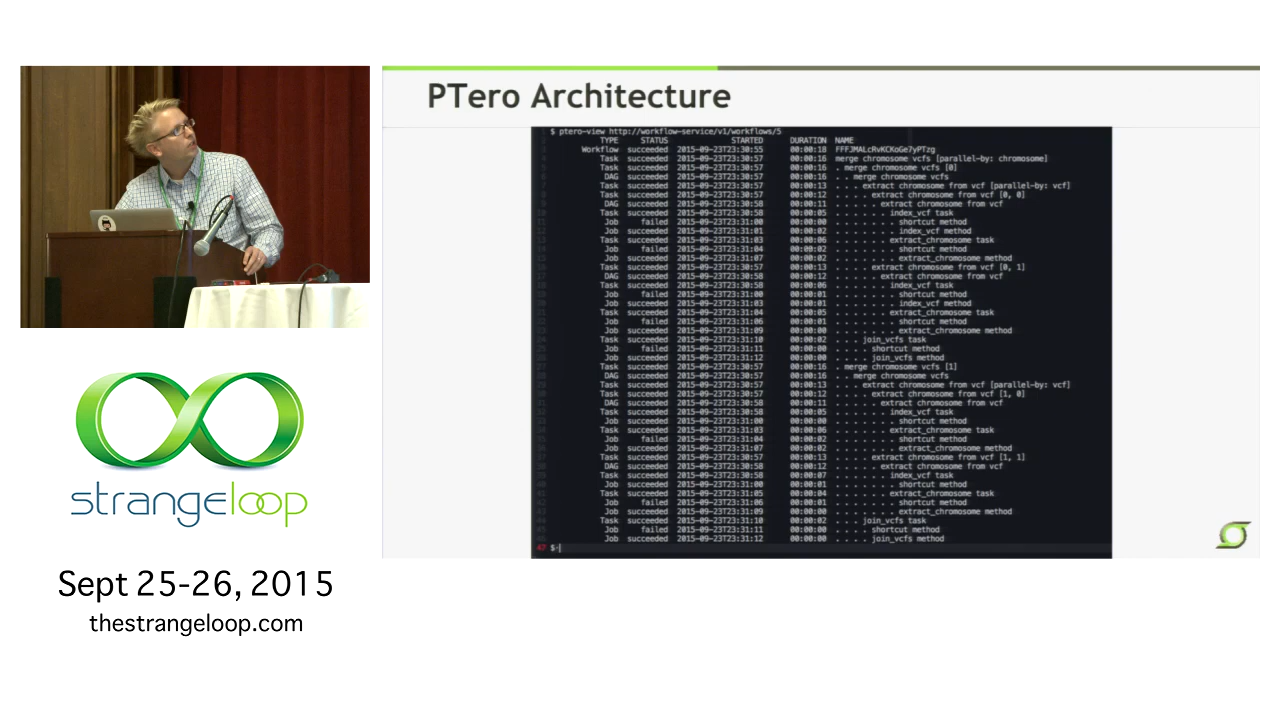 PTero Architecture
$ ptero-view http://workflow-service/v1/workflows/5
TYPE STATUS STARTED DURATION NAME
Workflow succeeded 2015-09-23T23:30:55 00:00:18 FFFJMALcRvKCKoGe7yPTzg
Task succeeded 2015-09-23T23:30:57 00:00:16 merge chromosome vcfs [parallel-by: chromosome]
Task succeeded 2015-09-23T23:30:57 00:00:16 . merge chromosome vcfs [0]
DAG succeeded 2015-09-23T23:30:57 00:00:16 . . merge chromosome vcfs
Task succeeded 2015-09-23T23:30:57 00:00:13 . . . extract chromosome from vcf [parallel-by: vcf]
Task succeeded 2015-09-23T23:30:57 00:00:12 . . . . extract chromosome from vcf [0, 0]
DAG succeeded 2015-09-23T23:30:58 00:00:11 . . . . . extract chromosome from vcf
Task succeeded 2015-09-23T23:30:58 00:00:05 . . . . . . index_vcf task
Job failed 2015-09-23T23:31:00 00:00:00 . . . . . . . shortcut method
Job succeeded 2015-09-23T23:31:01 00:00:02 . . . . . . . index_vcf method
Task succeeded 2015-09-23T23:31:03 00:00:06 . . . . . . extract_chromosome task
Job failed 2015-09-23T23:31:04 00:00:02 . . . . . . . shortcut method
Job succeeded 2015-09-23T23:31:07 00:00:02 . . . . . . . extract_chromosome method
Task succeeded 2015-09-23T23:30:57 00:00:13 . . . . extract chromosome from vcf [0, 1]
DAG succeeded 2015-09-23T23:30:58 00:00:12 . . . . . extract chromosome from vcf
Task succeeded 2015-09-23T23:30:58 00:00:06 . . . . . . index_vcf task
Job failed 2015-09-23T23:31:00 00:00:01 . . . . . . . shortcut method
Job succeeded 2015-09-23T23:31:03 00:00:01 . . . . . . . index_vcf method
Task succeeded 2015-09-23T23:31:04 00:00:05 . . . . . . extract_chromosome task
Job failed 2015-09-23T23:31:06 00:00:01 . . . . . . . shortcut method
Job succeeded 2015-09-23T23:31:09 00:00:00 . . . . . . . extract_chromosome method
Task succeeded 2015-09-23T23:31:10 00:00:02 . . . join_vcfs task
Job failed 2015-09-23T23:31:11 00:00:00 . . . . shortcut method
Job succeeded 2015-09-23T23:31:12 00:00:00 . . . . join_vcfs method
Task succeeded 2015-09-23T23:30:57 00:00:16 . merge chromosome vcfs [1]
DAG succeeded 2015-09-23T23:30:57 00:00:16 . . merge chromosome vcfs
Task succeeded 2015-09-23T23:30:57 00:00:13 . . . extract chromosome from vcf [parallel-by: vcf]
Task succeeded 2015-09-23T23:30:57 00:00:12 . . . . extract chromosome from vcf [1, 0]
DAG succeeded 2015-09-23T23:30:58 00:00:11 . . . . . extract chromosome from vcf
Task succeeded 2015-09-23T23:30:58 00:00:05 . . . . . . index_vcf task
Job succeeded 2015-09-23T23:31:00 00:00:00 . . . . . . . shortcut method
Task succeeded 2015-09-23T23:31:03 00:00:06 . . . . . . extract_chromosome task
Job failed 2015-09-23T23:31:04 00:00:02 . . . . . . . shortcut method
Job succeeded 2015-09-23T23:31:07 00:00:02 . . . . . . . extract_chromosome method
Task succeeded 2015-09-23T23:30:57 00:00:13 . . . . extract chromosome from vcf [1, 1]
DAG succeeded 2015-09-23T23:30:58 00:00:12 . . . . . extract chromosome from vcf
Task succeeded 2015-09-23T23:30:58 00:00:07 . . . . . . index_vcf task
Job succeeded 2015-09-23T23:31:00 00:00:01 . . . . . . . shortcut method
Task succeeded 2015-09-23T23:31:05 00:00:04 . . . . . . extract_chromosome task
Job failed 2015-09-23T23:31:06 00:00:01 . . . . . . . shortcut method
Job succeeded 2015-09-23T23:31:09 00:00:00 . . . . . . . extract_chromosome method
Task succeeded 2015-09-23T23:31:10 00:00:02 . . . join_vcfs task
Job failed 2015-09-23T23:31:11 00:00:00 . . . . shortcut method
Job succeeded 2015-09-23T23:31:12 00:00:00 . . . . join_vcfs method
47 $
strangeloop
Sept 25-26, 2015
thestrangeloop.com